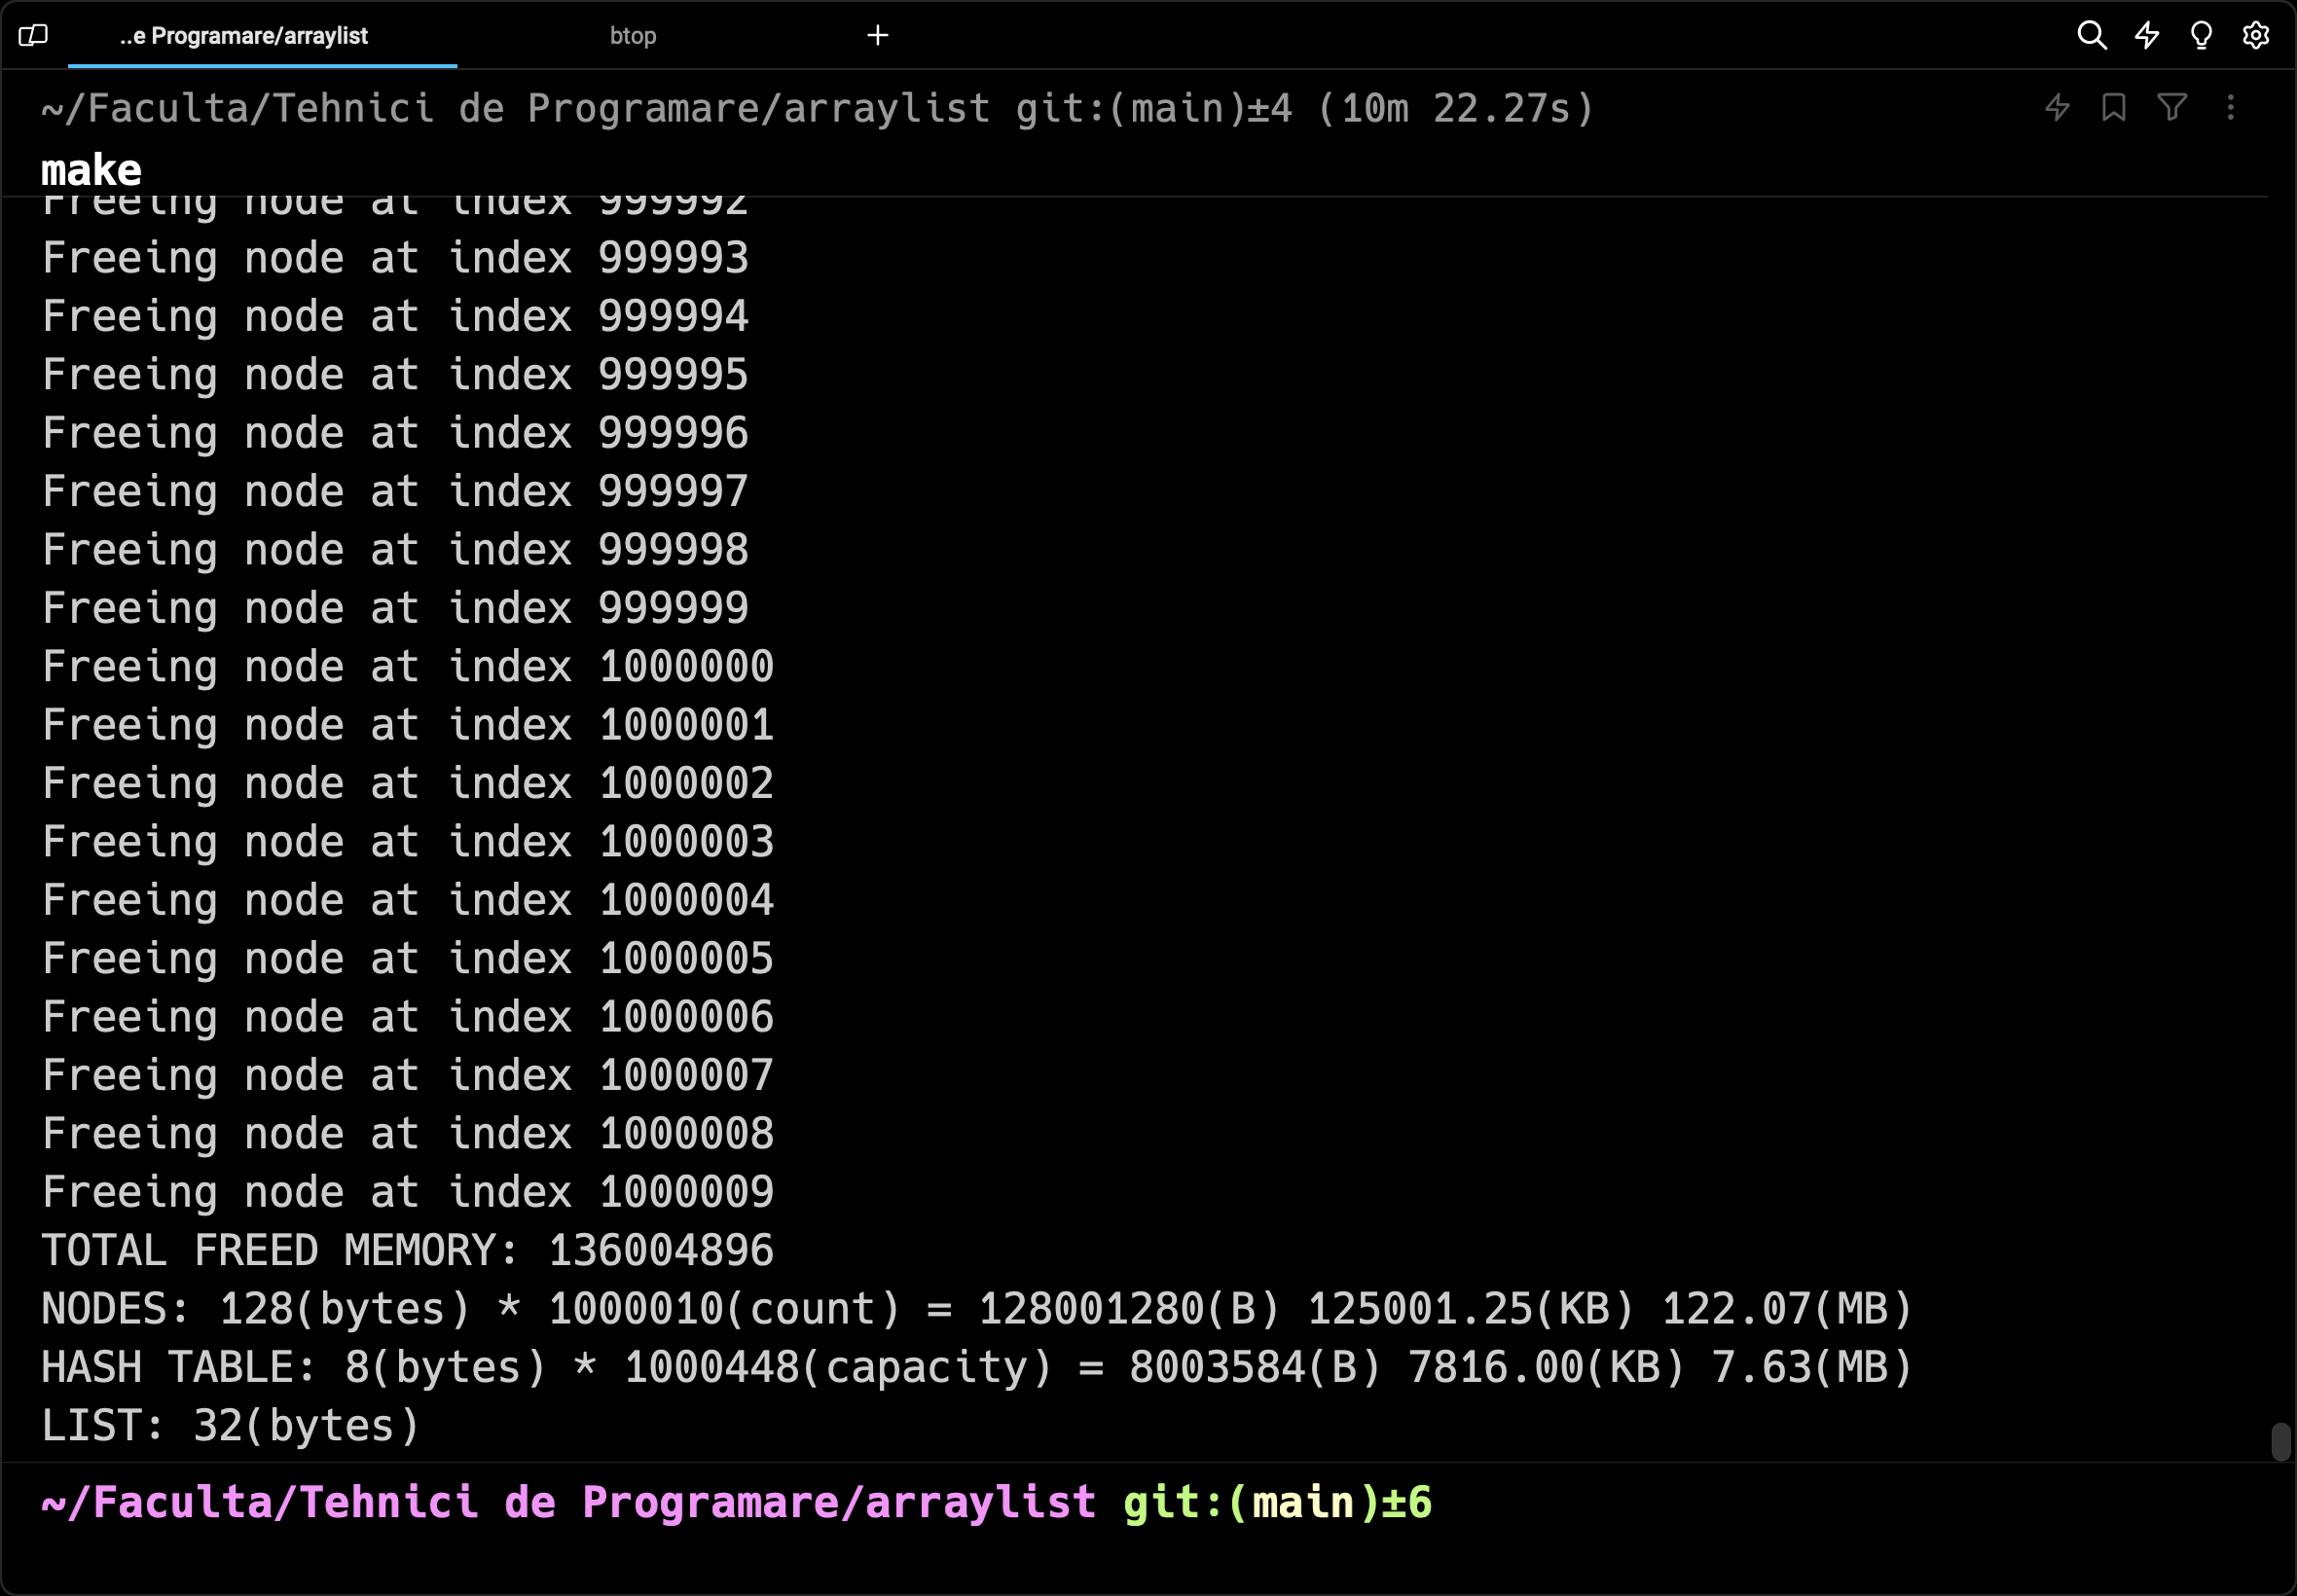 ..e Programare/arraylist
btop
~/Faculta/Tehnici de Programare/arraylist git:(main)±4 (10m 22.27s)
make
Freeing node at index 999992
Freeing node at index 999993
Freeing node at index 999994
Freeing node at index 999995
Freeing node at index 999996
Freeing node at index 999997
Freeing node at index 999998
Freeing node at index 999999
Freeing node at index 1000000
Freeing node at index 1000001
Freeing node at index 1000002
Freeing node at index 1000003
Freeing node at index 1000004
Freeing node at index 1000005
Freeing node at index 1000006
Freeing node at index 1000007
Freeing node at index 1000008
Freeing node at index 1000009
TOTAL FREED MEMORY: 136004896
NODES: 128(bytes) * 1000010(count) = 128001280(B) 125001.25(KB) 122.07(MB)
HASH TABLE: 8(bytes) * 1000448(capacity) = 8003584(B) 7816.00(KB) 7.63(MB)
LIST: 32(bytes)
~/Faculta/Tehnici de Programare/arraylist git:(main)±6